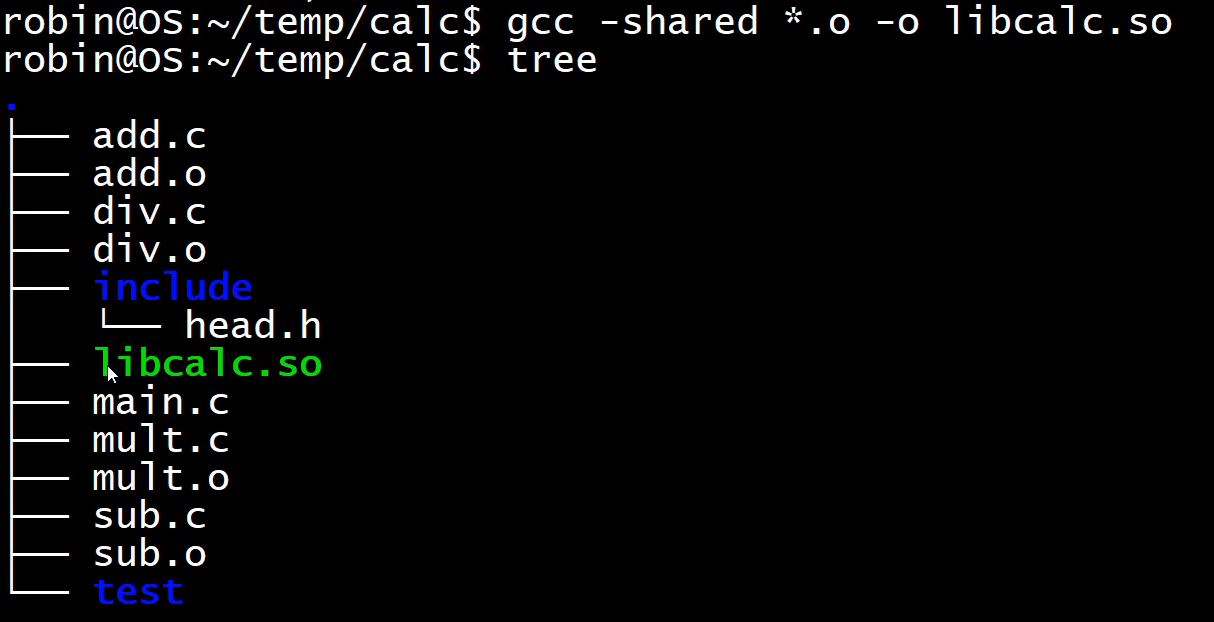 robin@OS:~/temp/calc$ gcc -shared *.o -o libcalc.so
robin@OS:~/temp/calc$ tree
.
├── add.c
├── add.o
├── div.c
├── div.o
├── include
│   └── head.h
├── libcalc.so
├── main.c
├── mult.c
├── mult.o
├── sub.c
├── sub.o
└── test